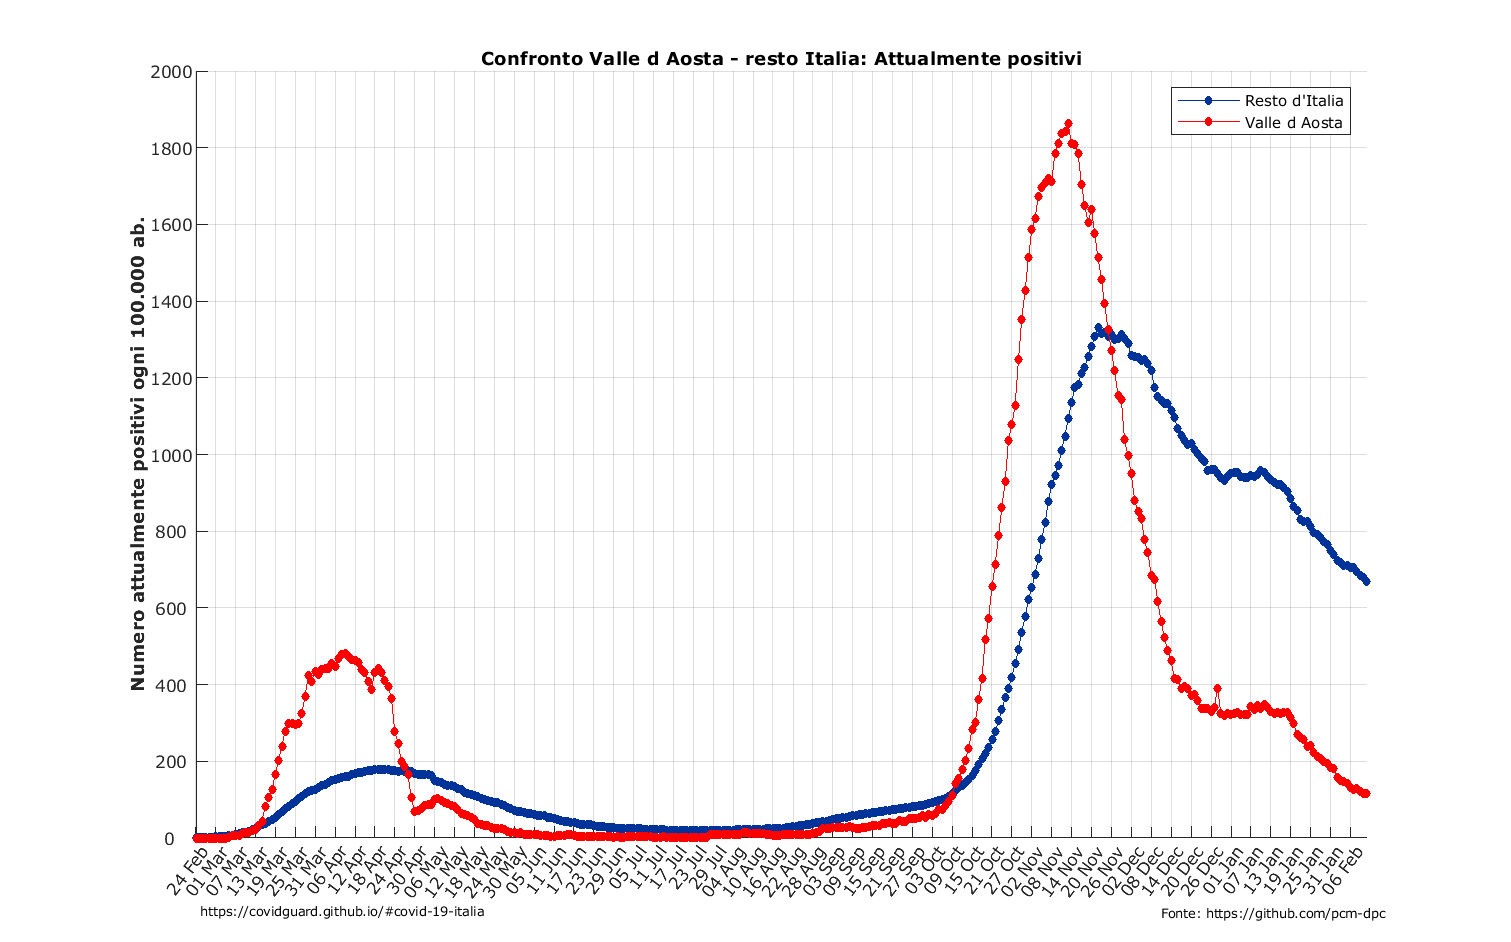 Confronto Valle d Aosta - resto Italia: Attualmente positivi
Resto d'Italia
Valle d Aosta
Numero attualmente positivi ogni 100.000 ab.
2000
1800
1600
1400
1200
1000
800
600
400
200
0
24 Feb
01 Mar
07 Mar
13 Mar
19 Mar
25 Mar
31 Mar
06 Apr
12 Apr
18 Apr
24 Apr
30 Apr
06 May
12 May
18 May
24 May
30 May
05 Jun
11 Jun
17 Jun
23 Jun
29 Jun
05 Jul
11 Jul
17 Jul
23 Jul
29 Jul
04 Aug
10 Aug
16 Aug
22 Aug
28 Aug
03 Sep
09 Sep
15 Sep
21 Sep
27 Sep
03 Oct
09 Oct
15 Oct
21 Oct
27 Oct
02 Nov
08 Nov
14 Nov
20 Nov
26 Nov
02 Dec
08 Dec
14 Dec
20 Dec
26 Dec
01 Jan
07 Jan
13 Jan
19 Jan
25 Jan
31 Jan
06 Feb
https://covidguard.github.io/#covid-19-italia
Fonte: https://github.com/pcm-dpc